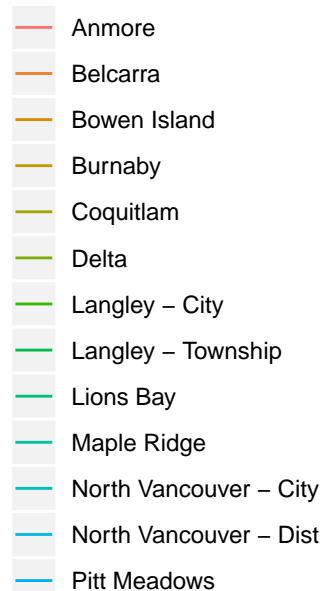 Anmore
Belcarra
Bowen Island
Burnaby
Coquitlam
Delta
Langley − City
Langley − Township
Lions Bay
Maple Ridge
North Vancouver − City
North Vancouver − Dist
Pitt Meadows